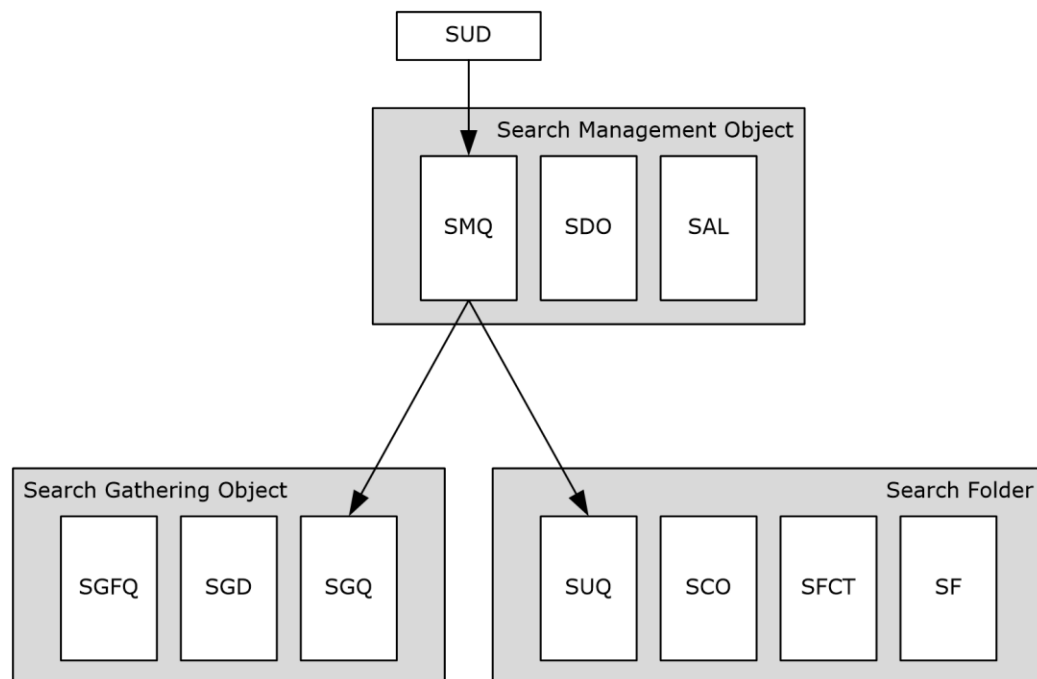 SUD
Search Management Object
SMQ
SDO
SAL
Search Gathering Object
SGFQ
SGD
SGQ
Search Folder
SUQ
SCO
SFCT
SF